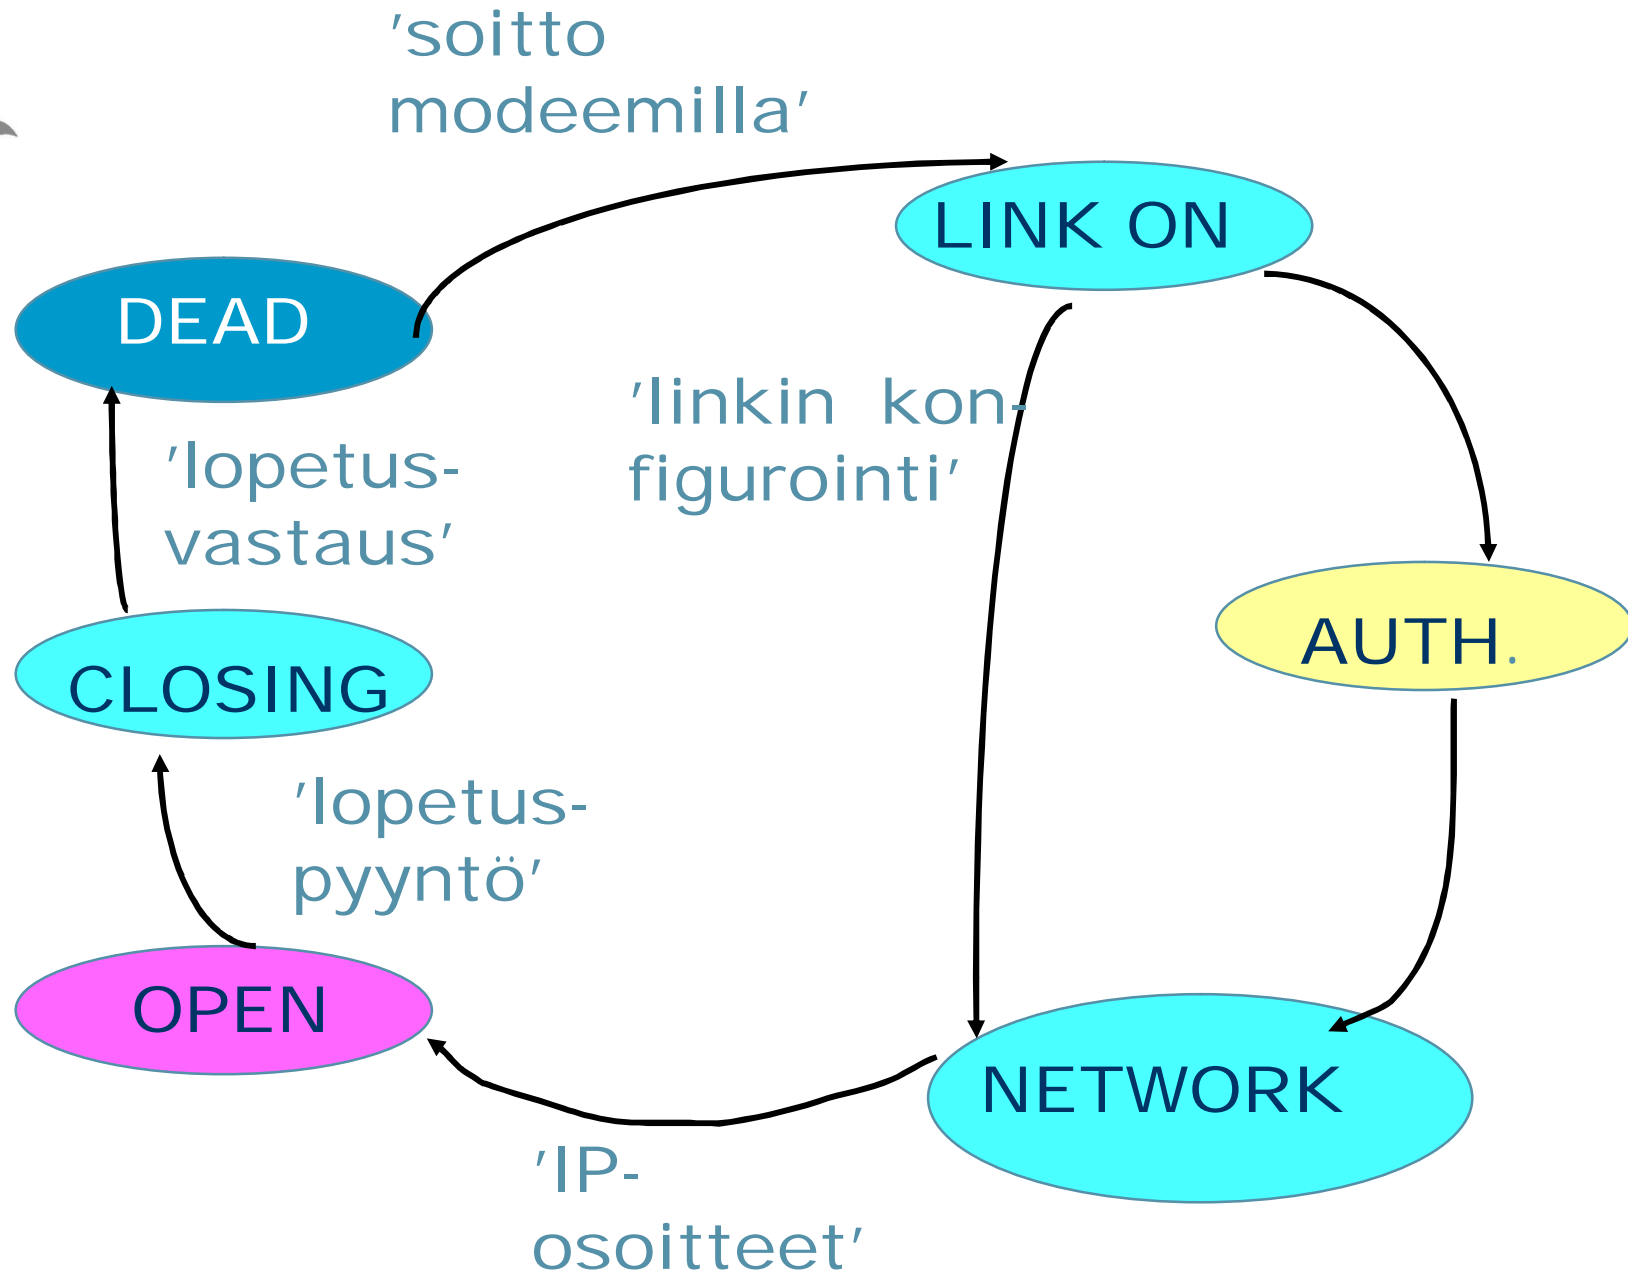 'soitto
modeemilla'
LINK ON
DEAD
'linkin kon-
figurointi'
'lopetus-
vastaus'
AUTH.
CLOSING
'lopetus-
pyyntö'
OPEN
NETWORK
'IP-
osoitteet'